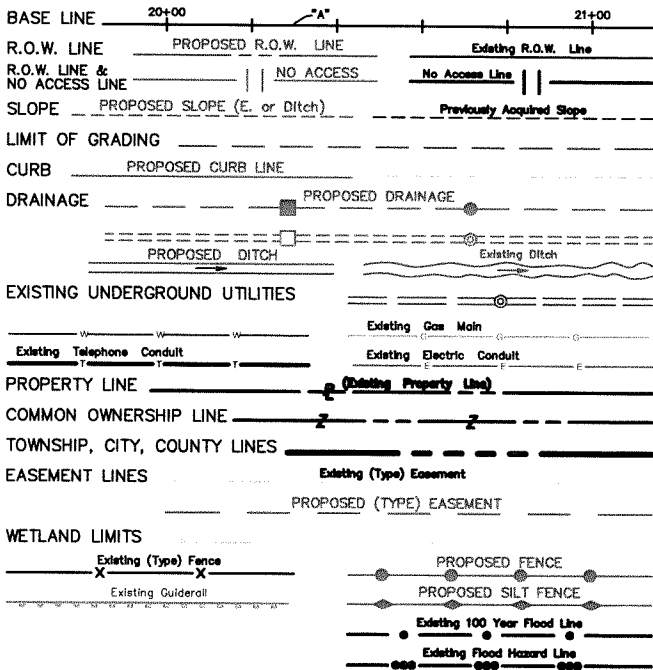 20+00 "A" 21+00
BASE LINE
R.O.W. LINE PROPOSED R.O.W. LINE Existing R.O.W. Line
R.O.W. LINE & NO ACCESS No Access Line
NO ACCESS LINE
SLOPE PROPOSED SLOPE (E. or Ditch) Previously Acquired Slope
LIMIT OF GRADING
CURB PROPOSED CURB LINE
DRAINAGE PROPOSED DRAINAGE
PROPOSED DITCH Existing Ditch
EXISTING UNDERGROUND UTILITIES
Existing Gas Main
W W W G G G
Existing Telephone Conduit Existing Electric Conduit
T T T E E E
PROPERTY LINE PL (Existing Property Line)
COMMON OWNERSHIP LINE Z Z
TOWNSHIP, CITY, COUNTY LINES
EASEMENT LINES Existing (Type) Easement
PROPOSED (TYPE) EASEMENT
WETLAND LIMITS
Existing (Type) Fence PROPOSED FENCE
X X
Existing Guiderail PROPOSED SILT FENCE
Existing 100 Year Flood Line
Existing Flood Hazard Line